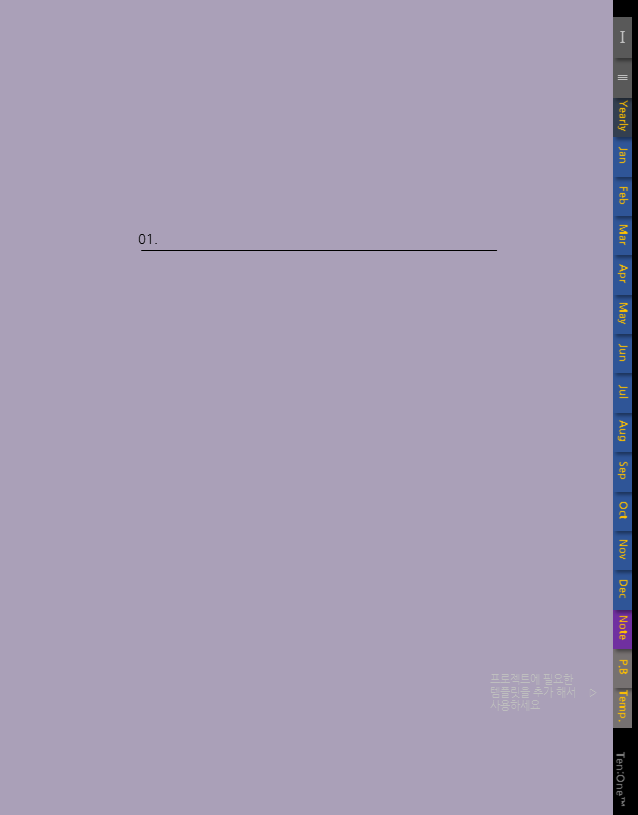 I
≡
Yearly
Jan
Feb
Mar
Apr
May
Jun
Jul
Aug
Sep
Oct
Nov
Dec
Note
P.B
Temp.
Ten:One™
01.
프로젝트에 필요한
템플릿을 추가 해서 >
사용하세요